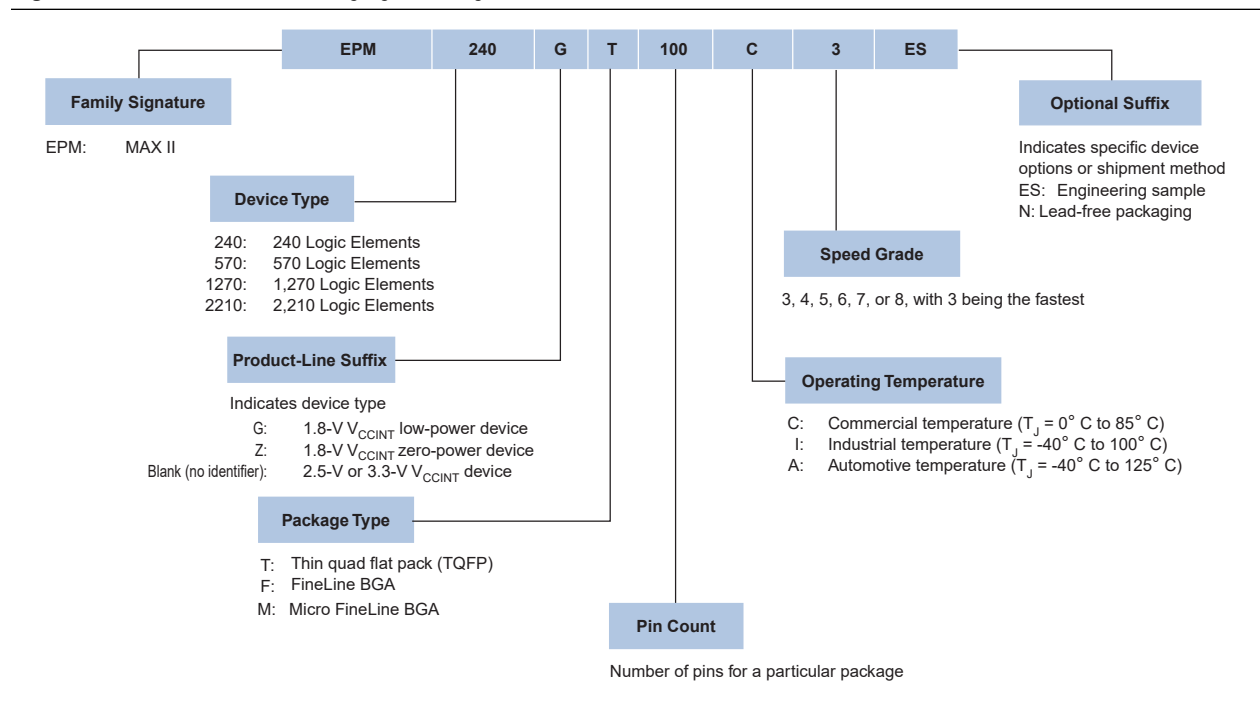 EPM 240 G T 100 C 3 ES
Family Signature
EPM: MAX II
Optional Suffix
Indicates specific device
options or shipment method
ES: Engineering sample
N: Lead-free packaging
Device Type
240: 240 Logic Elements
570: 570 Logic Elements
1270: 1,270 Logic Elements
2210: 2,210 Logic Elements
Speed Grade
3, 4, 5, 6, 7, or 8, with 3 being the fastest
Product-Line Suffix
Indicates device type
G: 1.8-V VCCINT low-power device
Z: 1.8-V VCCINT zero-power device
Blank (no identifier): 2.5-V or 3.3-V VCCINT device
Operating Temperature
C: Commercial temperature (TJ = 0° C to 85° C)
I: Industrial temperature (TJ = -40° C to 100° C)
A: Automotive temperature (TJ = -40° C to 125° C)
Package Type
T: Thin quad flat pack (TQFP)
F: FineLine BGA
M: Micro FineLine BGA
Pin Count
Number of pins for a particular package